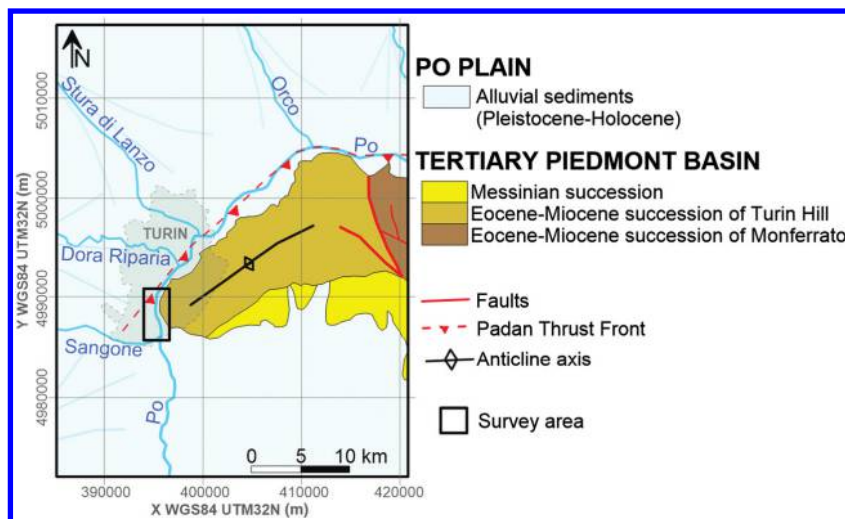 N
Stura di Lanzo
Orco
Po
TURIN
Dora Riparia
Sangone
Po
0 5 10 km
5010000
5000000
4990000
4980000
Y WGS84 UTM32N (m)
390000 400000 410000 420000
X WGS84 UTM32N (m)
PO PLAIN
Alluvial sediments
(Pleistocene-Holocene)
TERTIARY PIEDMONT BASIN
Messinian succession
Eocene-Miocene succession of Turin Hill
Eocene-Miocene succession of Monferrato
Faults
Padan Thrust Front
Anticline axis
Survey area